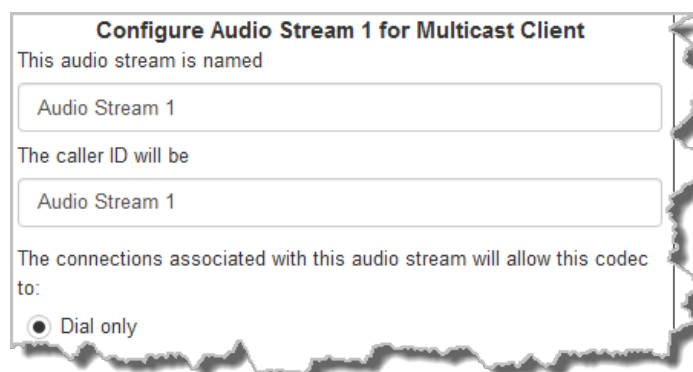 Configure Audio Stream 1 for Multicast Client
This audio stream is named
Audio Stream 1
The caller ID will be
Audio Stream 1
The connections associated with this audio stream will allow this codec
to:
Dial only